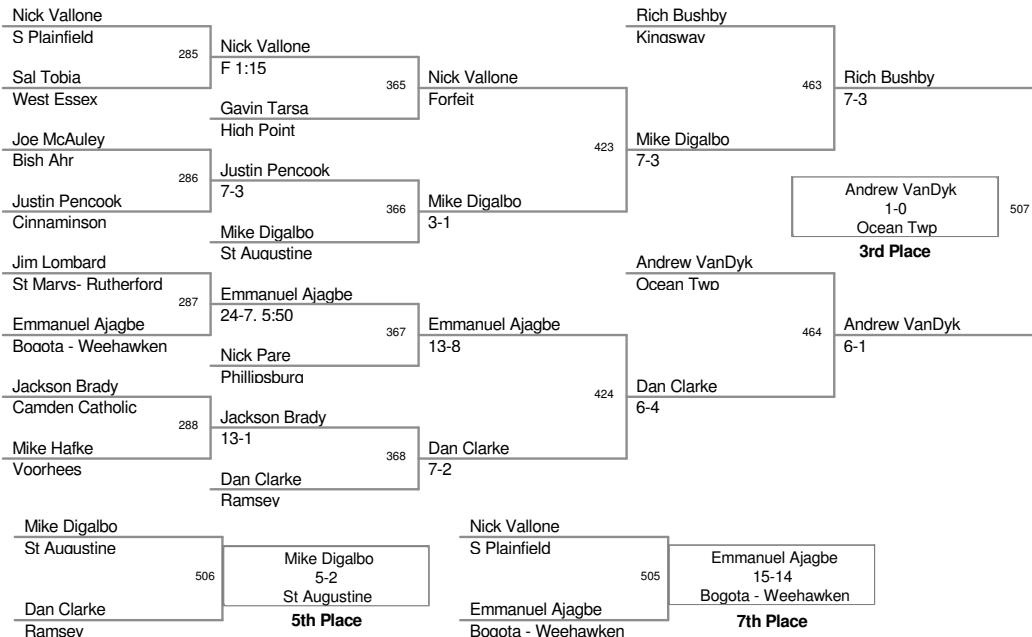 Nick Vallone
S Plainfield
285
Sal Tobia
West Essex
Joe McAuley
Bish Ahr
286
Justin Pencook
Cinnaminson
Jim Lombard
St Marys- Rutherford
287
Emmanuel Ajagbe
Bogota - Weehawken
Jackson Brady
Camden Catholic
288
Mike Hafke
Voorhees
Nick Vallone
F 1:15
365
Gavin Tarsa
High Point
Justin Pencook
7-3
366
Mike Digalbo
St Augustine
Emmanuel Ajagbe
24-7, 5:50
367
Nick Pare
Phillipsburg
Jackson Brady
13-1
368
Dan Clarke
Ramsey
Nick Vallone
Forfeit
423
Mike Digalbo
3-1
Emmanuel Ajagbe
13-8
424
Dan Clarke
7-2
Rich Bushby
Kingsway
463
Mike Digalbo
7-3
Andrew VanDyk
Ocean Twp
464
Dan Clarke
6-4
Rich Bushby
7-3
Andrew VanDyk
1-0
Ocean Twp
507
3rd Place
Andrew VanDyk
6-1
Mike Digalbo
St Augustine
506
Dan Clarke
Ramsey
Mike Digalbo
5-2
St Augustine
5th Place
Nick Vallone
S Plainfield
505
Emmanuel Ajagbe
Bogota - Weehawken
Emmanuel Ajagbe
15-14
Bogota - Weehawken
7th Place